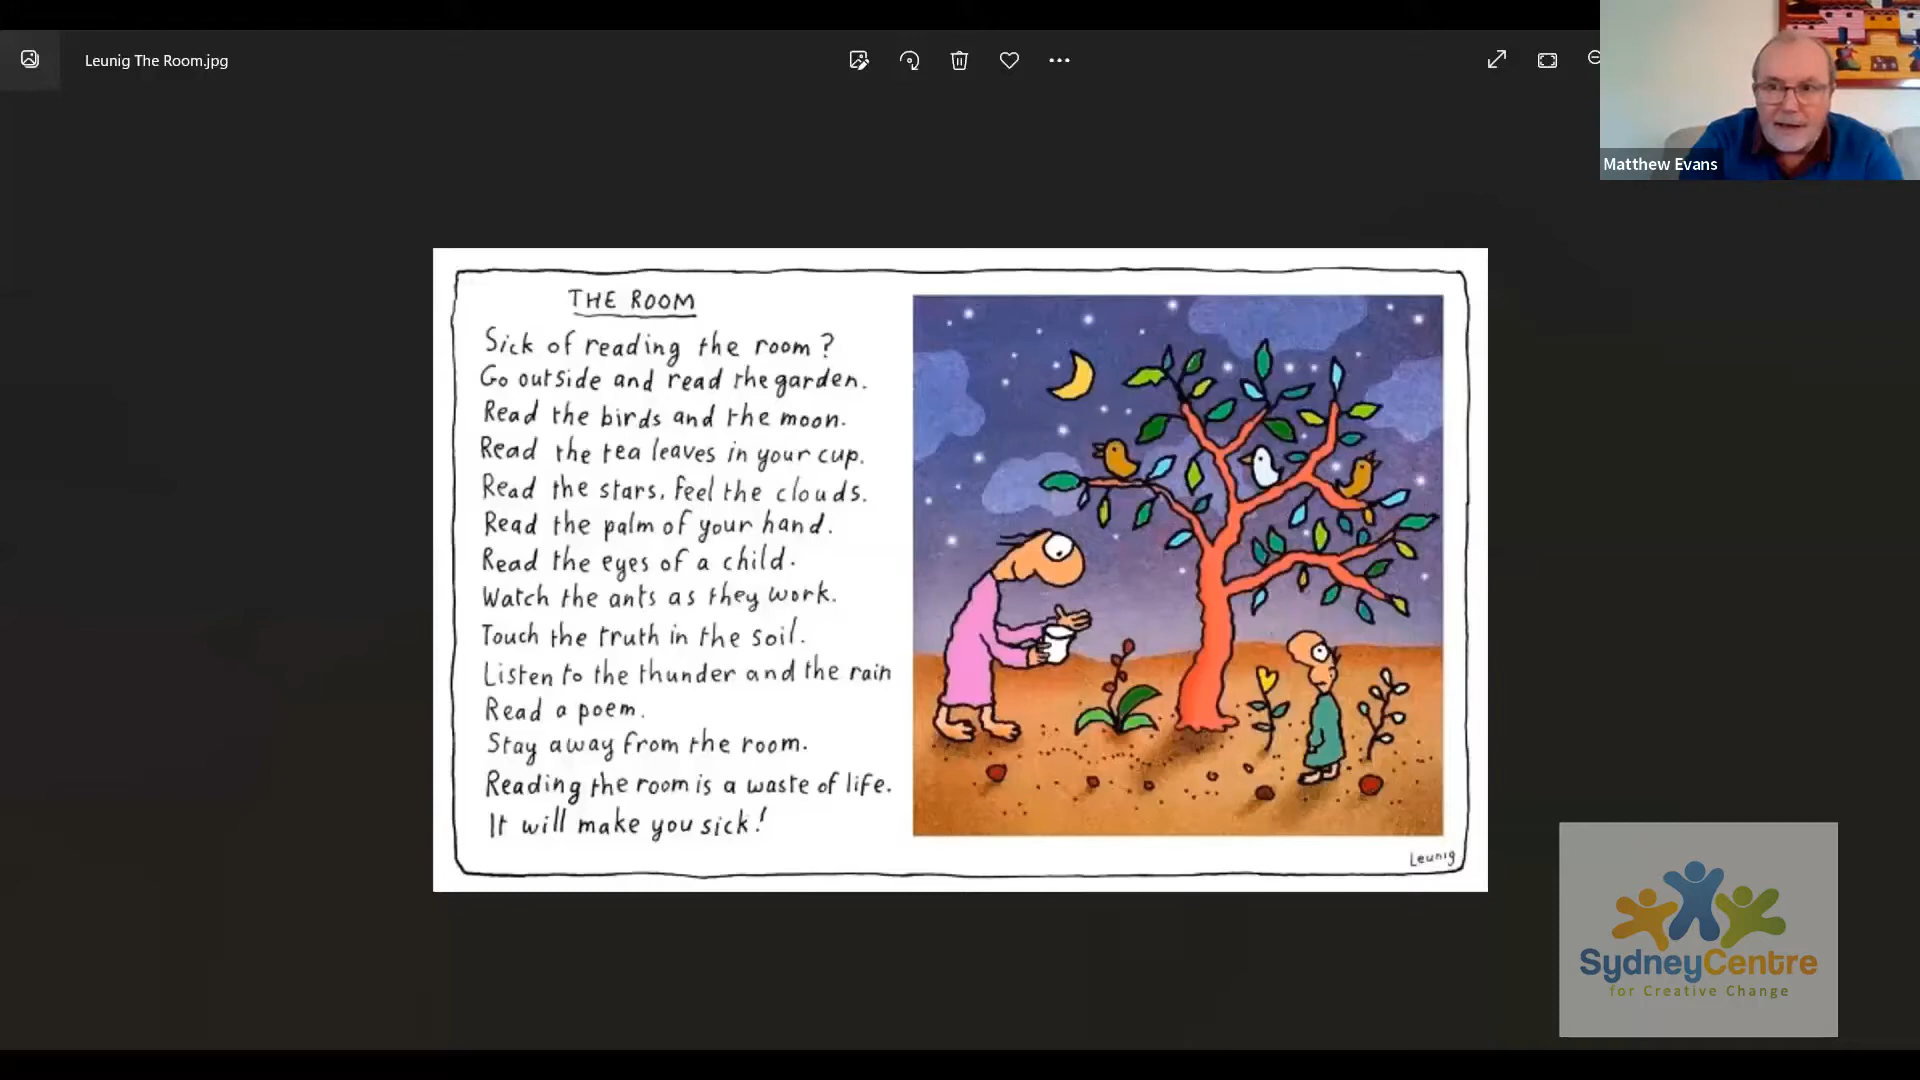 Leunig The Room.jpg
Matthew Evans
THE ROOM
Sick of reading the room?
Go outside and read the garden.
Read the birds and the moon.
Read the tea leaves in your cup.
Read the stars, feel the clouds.
Read the palm of your hand.
Read the eyes of a child.
Watch the ants as they work.
Touch the truth in the soil.
Listen to the thunder and the rain
Read a poem.
Stay away from the room.
Reading the room is a waste of life.
It will make you sick!
Leunig
SydneyCentre
for Creative Change